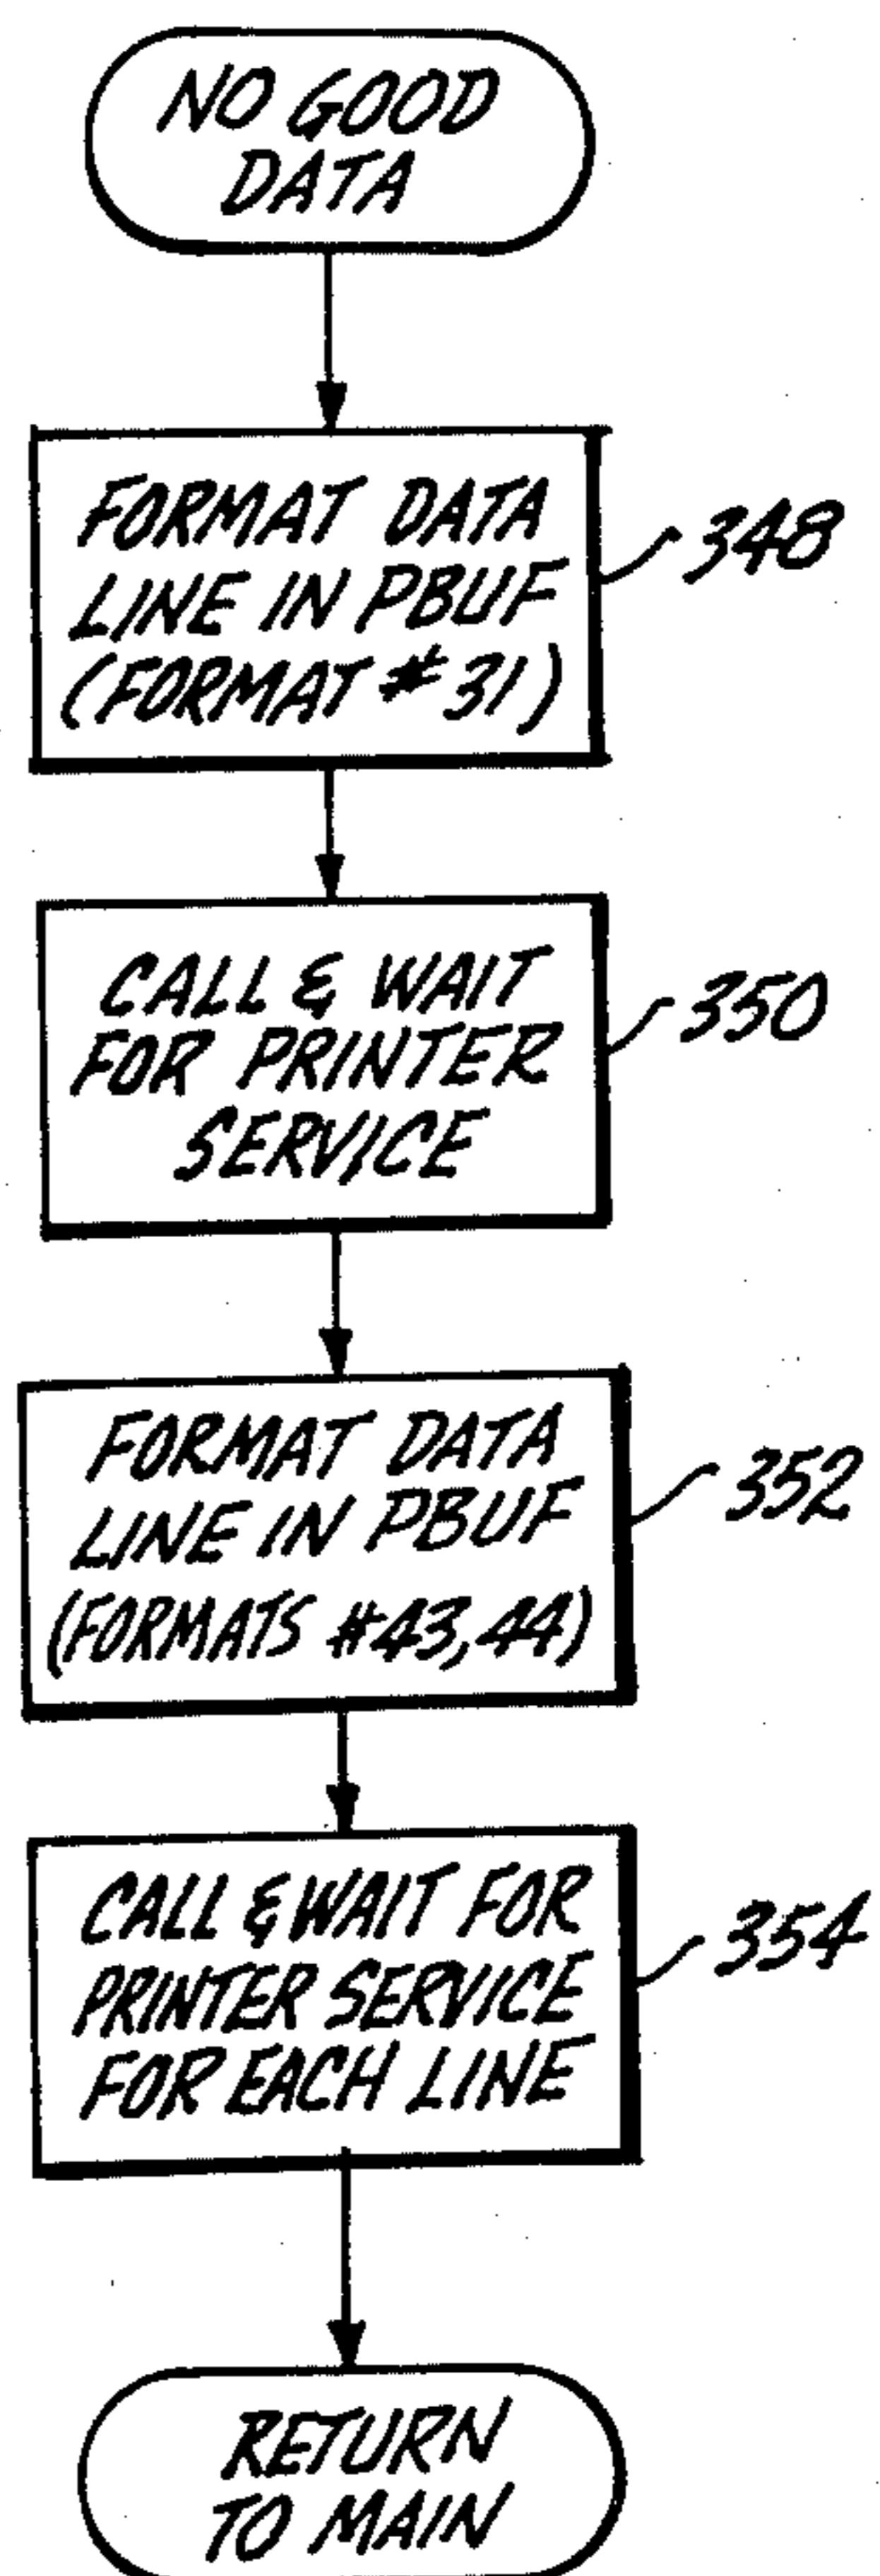 NO GOOD
DATA
FORMAT DATA
LINE IN PBUF
(FORMAT #31)
348
CALL & WAIT
FOR PRINTER
SERVICE
350
FORMAT DATA
LINE IN PBUF
(FORMATS #43,44)
352
CALL & WAIT FOR
PRINTER SERVICE
FOR EACH LINE
354
RETURN
TO MAIN